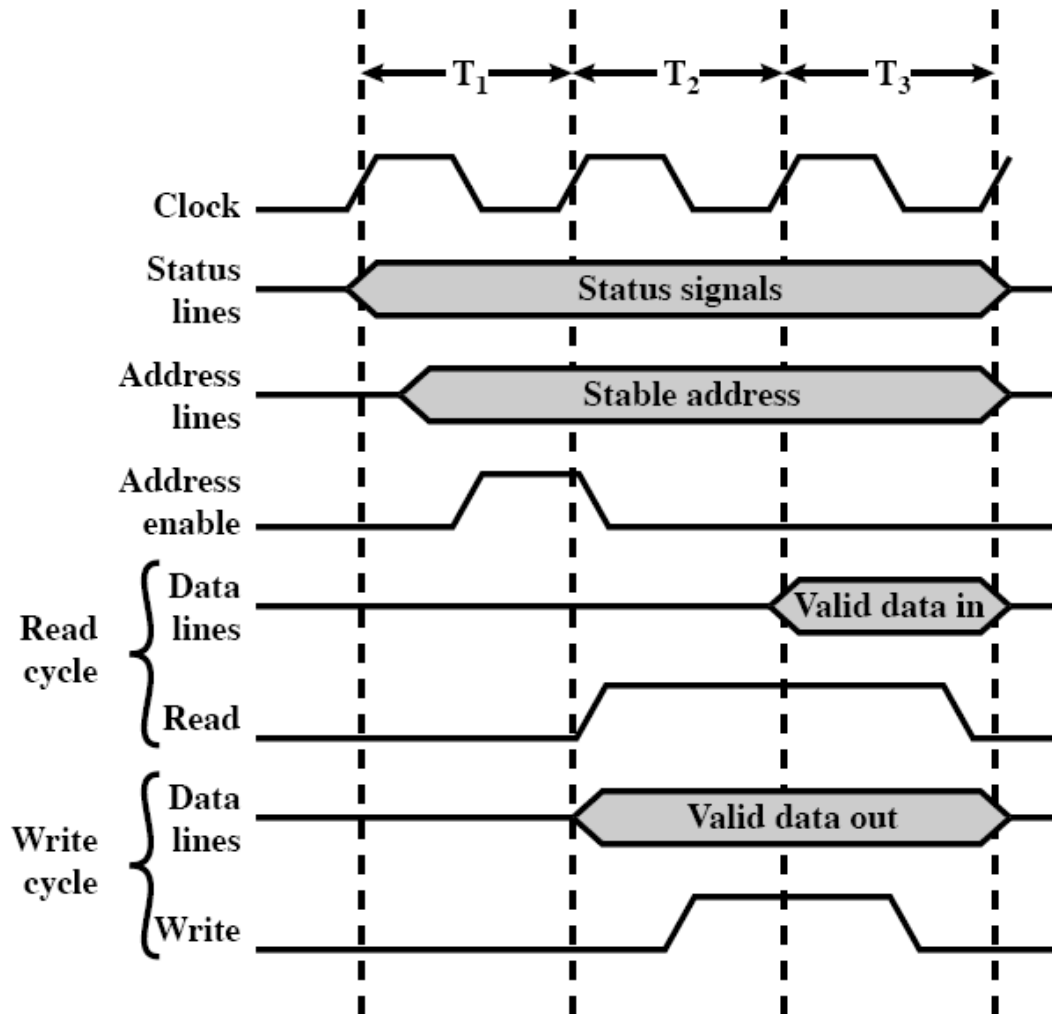 T1 T2 T3
Clock
Status
lines
Status signals
Address
lines
Stable address
Address
enable
Read
cycle
Data
lines
Valid data in
Read
Write
cycle
Data
lines
Valid data out
Write